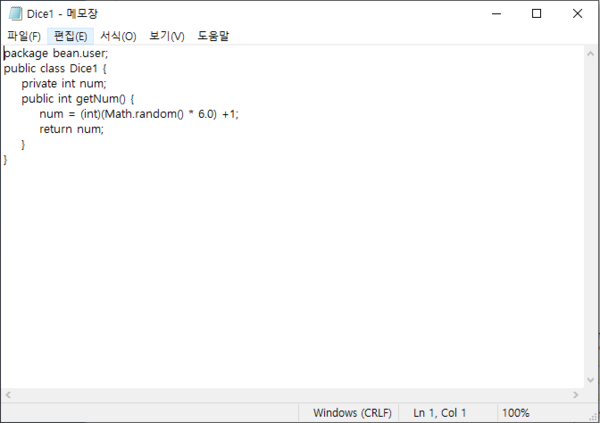 Dice1 - 메모장
파일(F) 편집(E) 서식(O) 보기(V) 도움말
package bean.user;
public class Dice1 {
private int num;
public int getNum() {
num = (int)(Math.random() * 6.0) +1;
return num;
}
}
Windows (CRLF) Ln 1, Col 1 100%